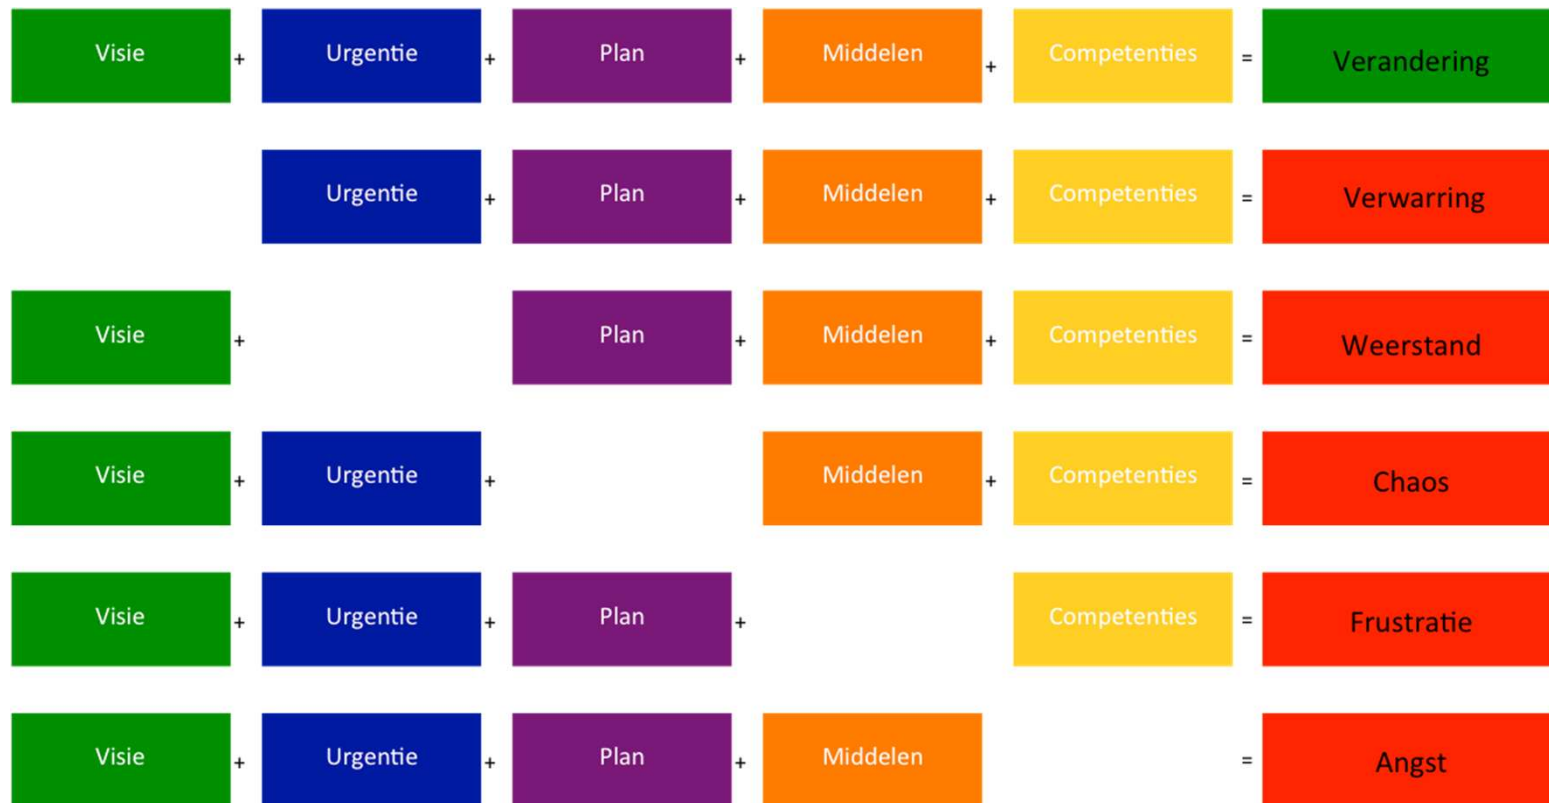 Visie + Urgentie + Plan + Middelen + Competenties = Verandering
Urgentie + Plan + Middelen + Competenties = Verwarring
Visie + Plan + Middelen + Competenties = Weerstand
Visie + Urgentie + Middelen + Competenties = Chaos
Visie + Urgentie + Plan + Competenties = Frustratie
Visie + Urgentie + Plan + Middelen = Angst